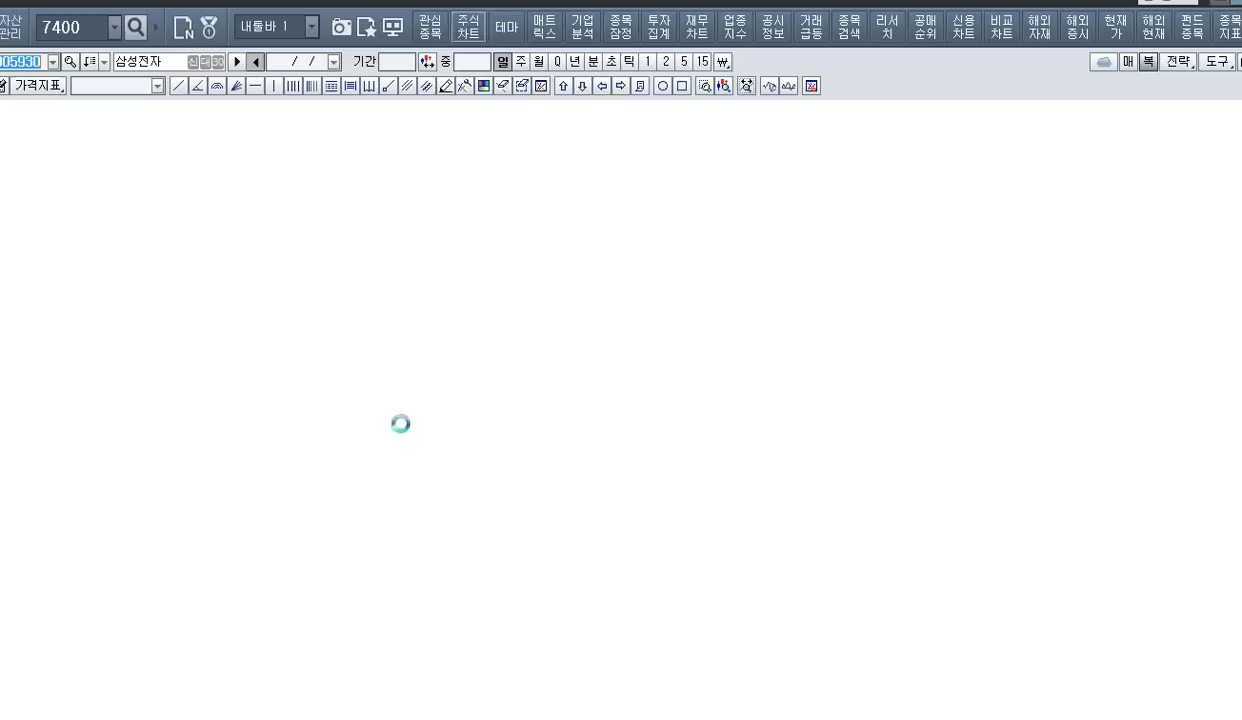 자산 7400 내툴바 1 관심 주식 테마 매트 기업 종목 투자 재무 업종 공시 거래 종목 리서 공매 신용 비교 해외 해외 현재 해외 펀드 종목
관리 종목 차트 릭스 분석 잠정 집계 차트 지수 정보 급등 검색 치 순위 차트 차트 자재 증시 가 현재 종목 지표
005930 삼성전자 신 대 30 / / 기간 중 일 주 월 Q 년 분 초 틱 1 2 5 15 ₩ 매 복 전략 도구
가격지표